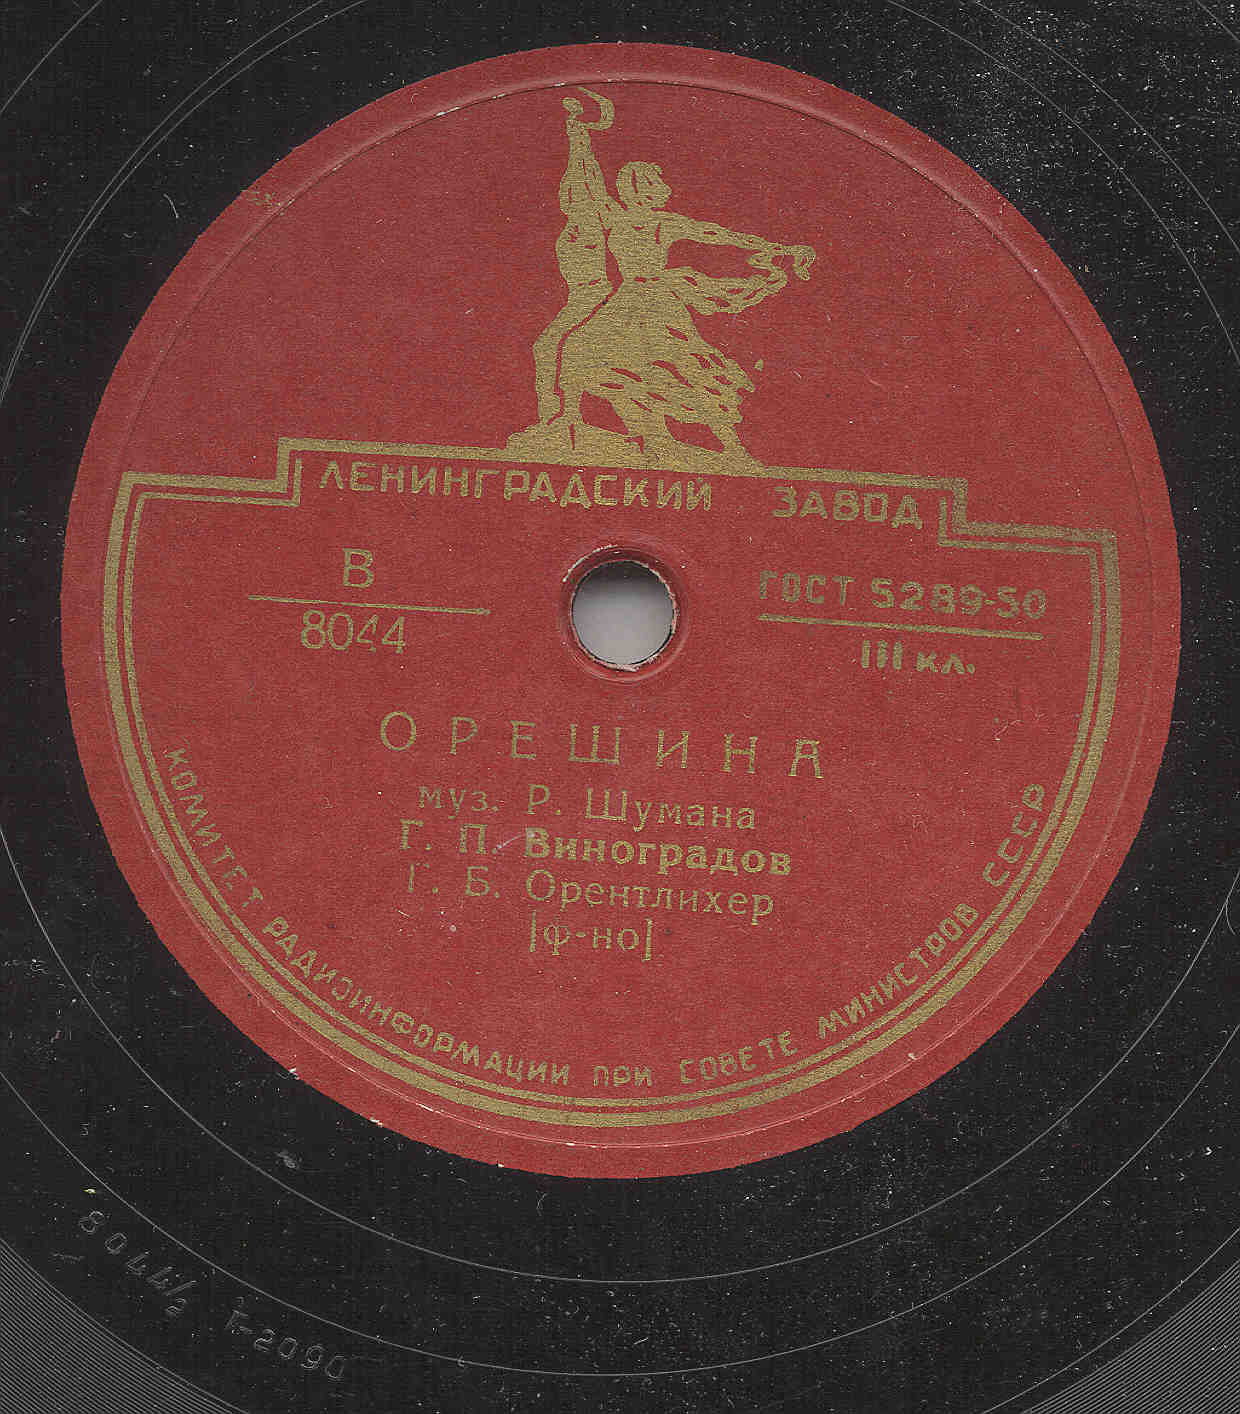 ЛЕНИНГРАДСКИЙ ЗАВОД
В
8044
ГОСТ 5289-50
III кл.
ОРЕШИНА
муз. Р. Шумана
Г. П. Виноградов
Г. Б. Орентлихер
[ф-но]
КОМИТЕТ РАДИОИНФОРМАЦИИ ПРИ СОВЕТЕ МИНИСТРОВ СССР
8044/2 Т-2090